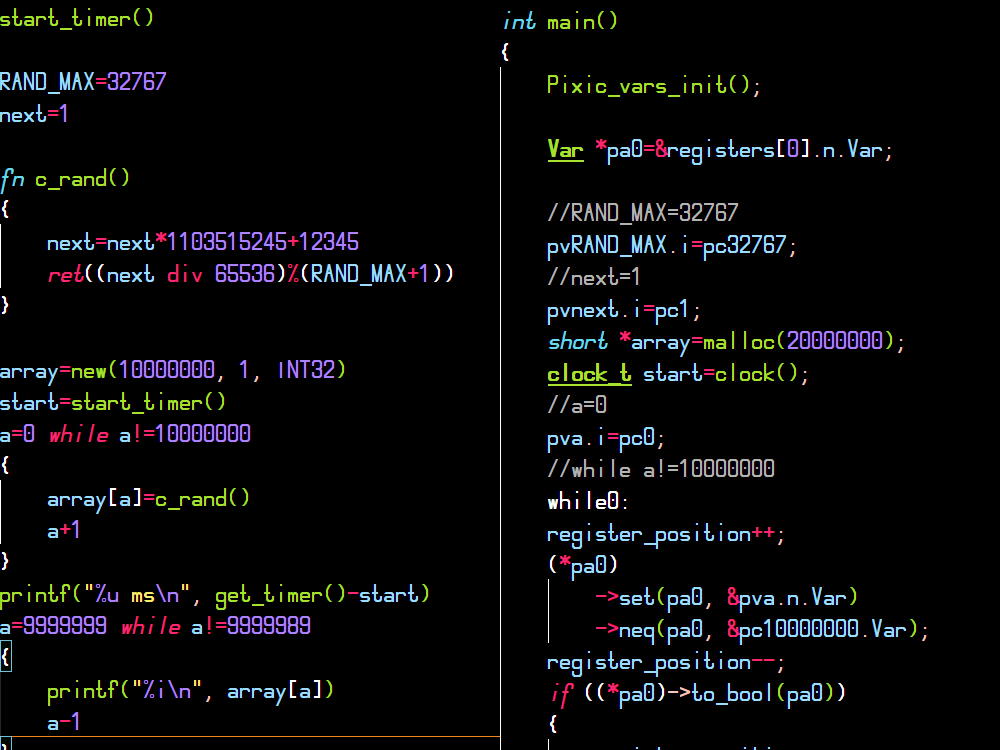 start_timer()
RAND_MAX=32767
next=1
fn c_rand()
{
next=next*1103515245+12345
ret((next div 65536)%(RAND_MAX+1))
}
array=new(10000000, 1, INT32)
start=start_timer()
a=0 while a!=10000000
{
array[a]=c_rand()
a+1
}
printf("%u ms\n", get_timer()-start)
a=9999999 while a!=9999989
{
printf("%i\n", array[a])
a-1
}
int main()
{
Pixic_vars_init();
Var *pa0=&registers[0].n.Var;
//RAND_MAX=32767
pvRAND_MAX.i=pc32767;
//next=1
pvnext.i=pc1;
short *array=malloc(20000000);
clock_t start=clock();
//a=0
pva.i=pc0;
//while a!=10000000
while0:
register_position++;
(*pa0)
->set(pa0, &pva.n.Var)
->neq(pa0, &pc10000000.Var);
register_position--;
if ((*pa0)->to_bool(pa0))
{